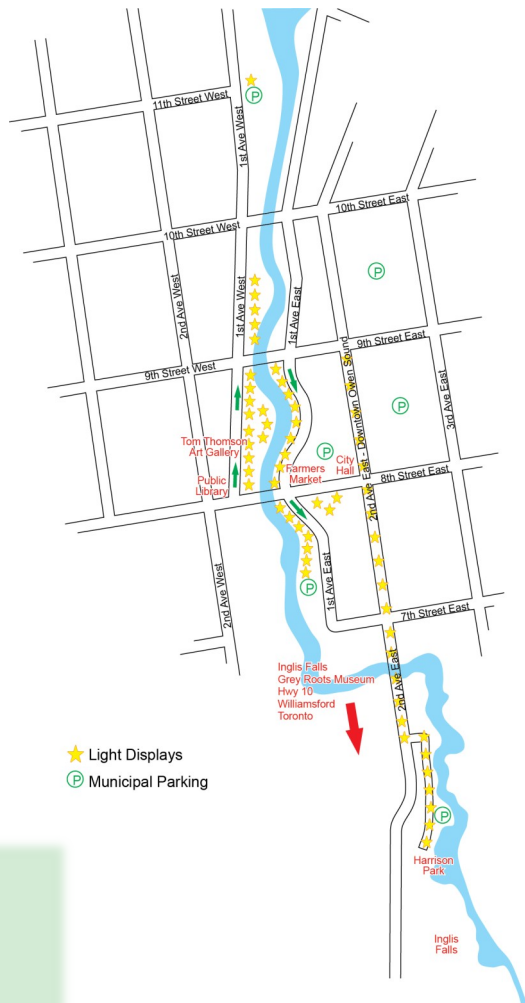 11th Street West
P
1st Ave West
10th Street East
10th Street West
P
2nd Ave West
1st Ave West
1st Ave East
9th Street East
9th Street West
2nd Ave East - Downtown Owen Sound
3rd Ave East
P
Tom Thomson
Art Gallery
P
City
Hall
Farmers
Market
8th Street East
Public
Library
2nd Ave West
1st Ave East
P
7th Street East
Inglis Falls
Grey Roots Museum
Hwy 10
Williamsford
Toronto
2nd Ave East
Light Displays
P Municipal Parking
P
Harrison
Park
Inglis
Falls